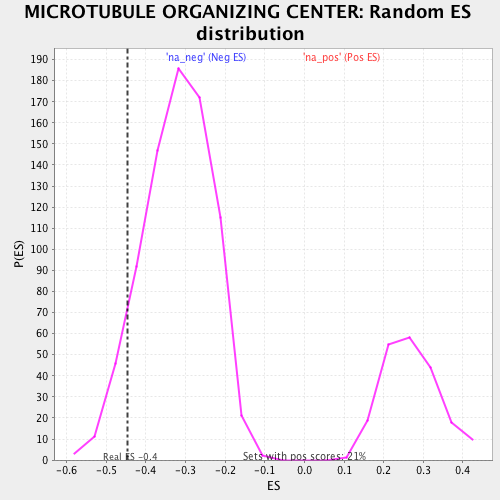 MICROTUBULE ORGANIZING CENTER: Random ES
distribution
'na_neg' (Neg ES) 'na_pos' (Pos ES)
190
180
170
160
150
140
130
120
110
100
90
80
70
60
50
40
30
20
10
0
P(ES)
Real ES -0.4 Sets with pos scores: 21%
-0.6 -0.5 -0.4 -0.3 -0.2 -0.1 0.0 0.1 0.2 0.3 0.4
ES